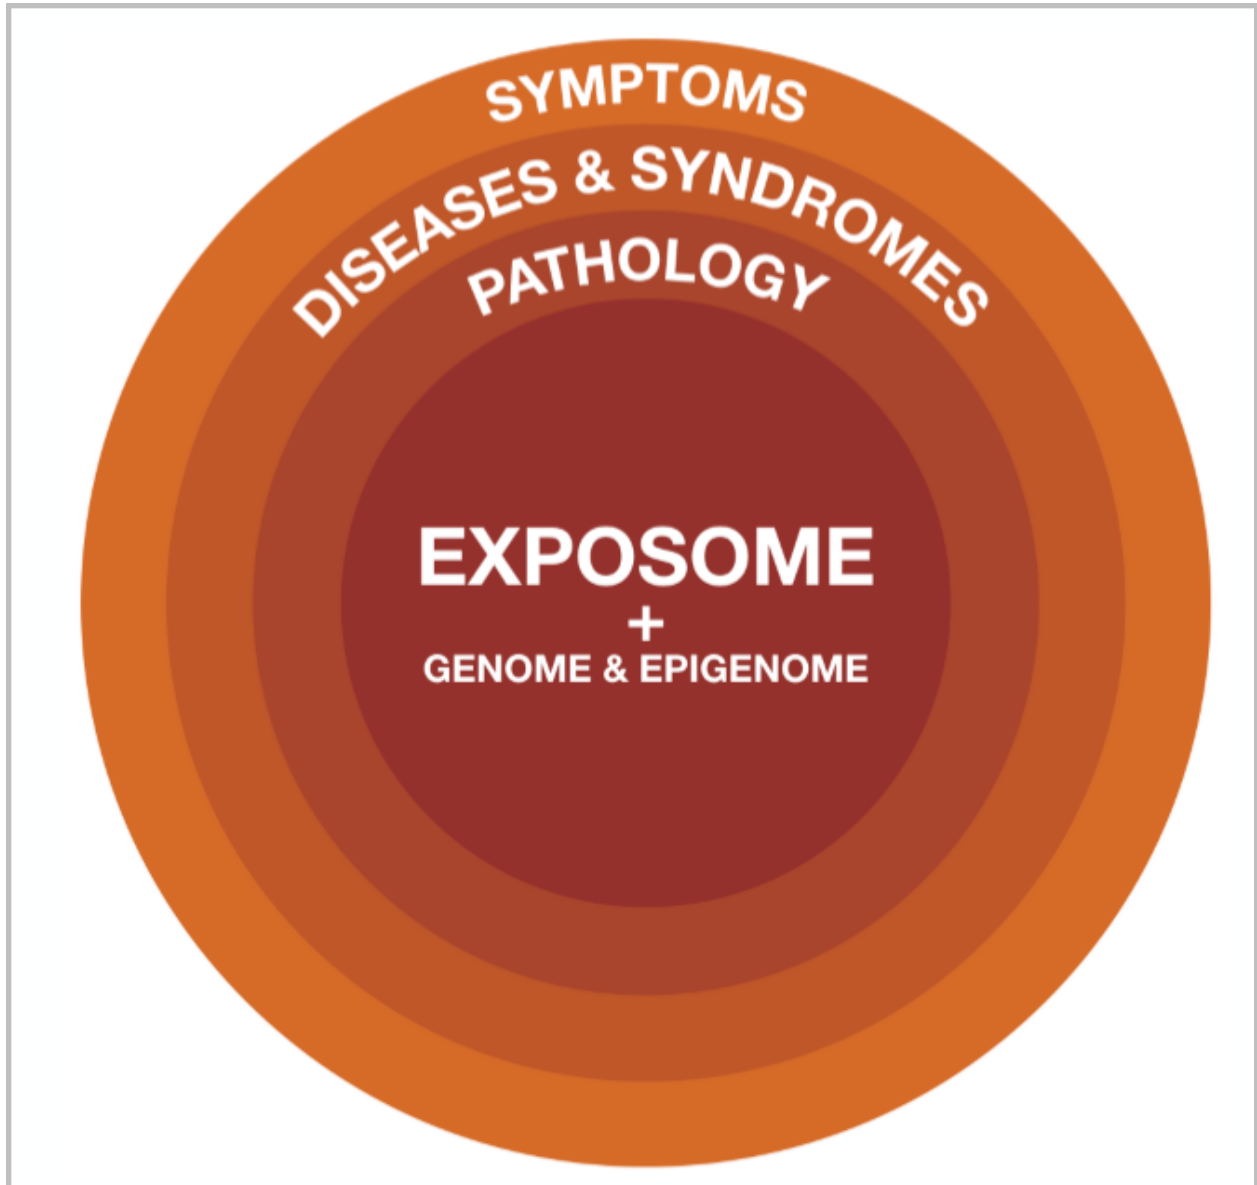 SYMPTOMS
DISEASES & SYNDROMES
PATHOLOGY
EXPOSOME
+
GENOME & EPIGENOME